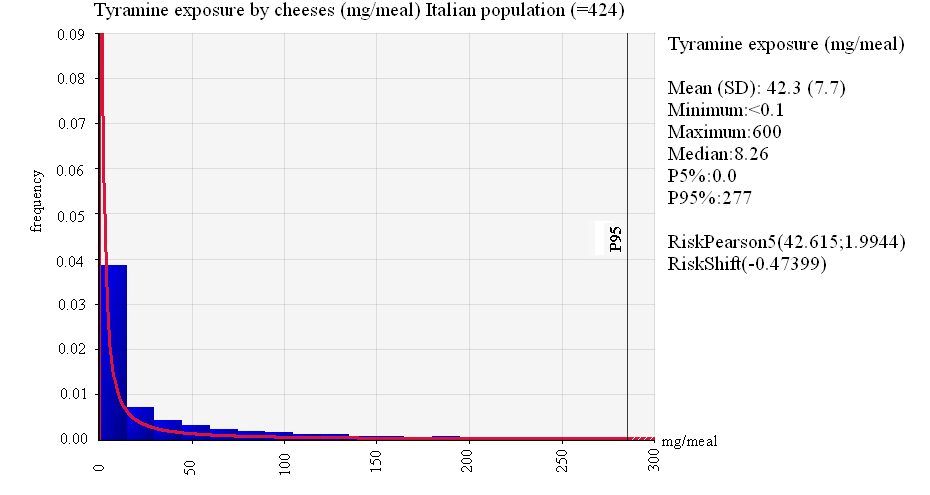 Tyramine exposure by cheeses (mg/meal) Italian population (=424)
0.09
0.08
0.07
0.06
0.05
0.04
0.03
0.02
0.01
0.00
frequency
P95
0
50
100
150
200
250
300
mg/meal
Tyramine exposure (mg/meal)
Mean (SD): 42.3 (7.7)
Minimum:<0.1
Maximum:600
Median:8.26
P5%:0.0
P95%:277
RiskPearson5(42.615;1.9944)
RiskShift(-0.47399)